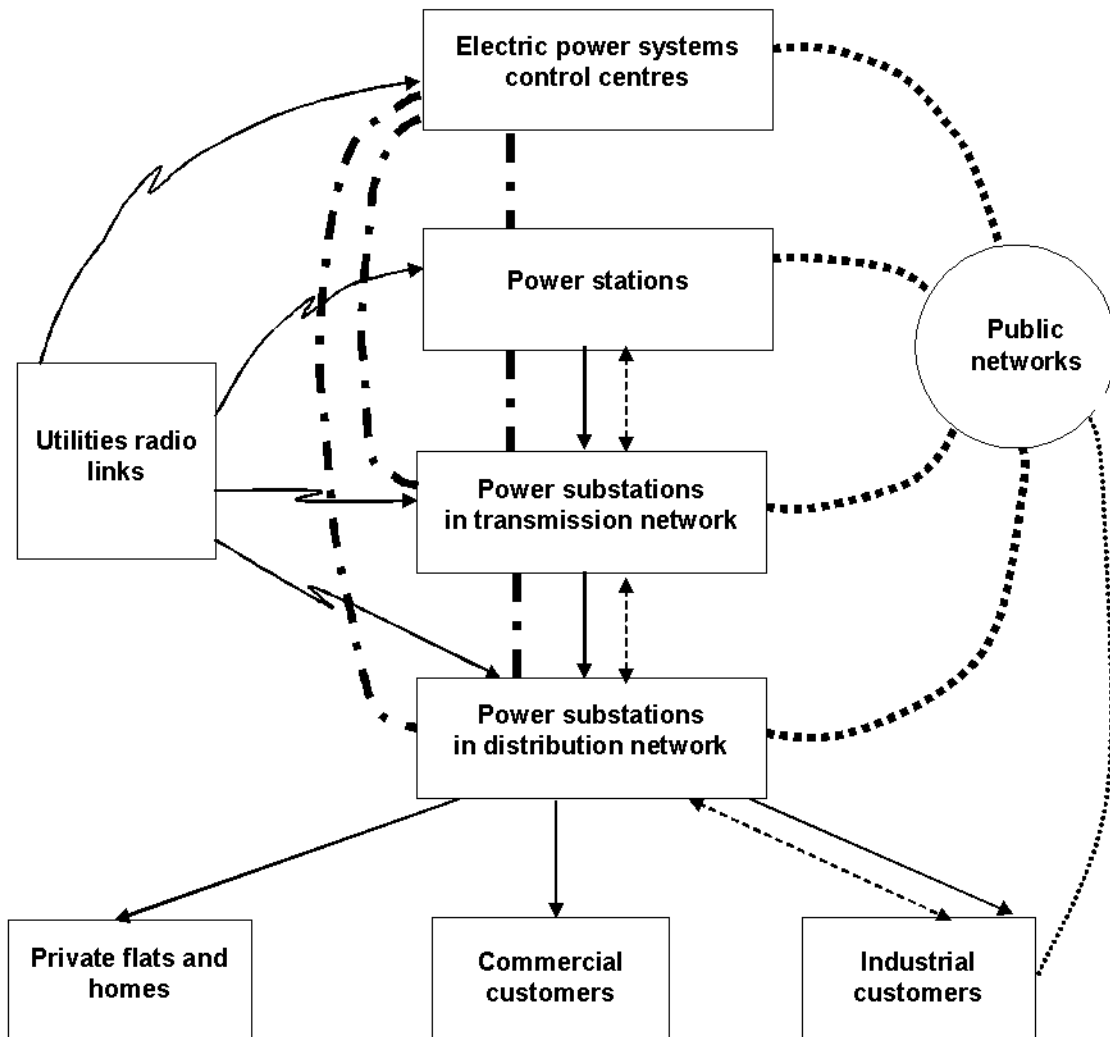 Electric power systems
control centres
Power stations
Public
networks
Utilities radio
links
Power substations
in transmission network
Power substations
in distribution network
Private flats and
homes
Commercial
customers
Industrial
customers